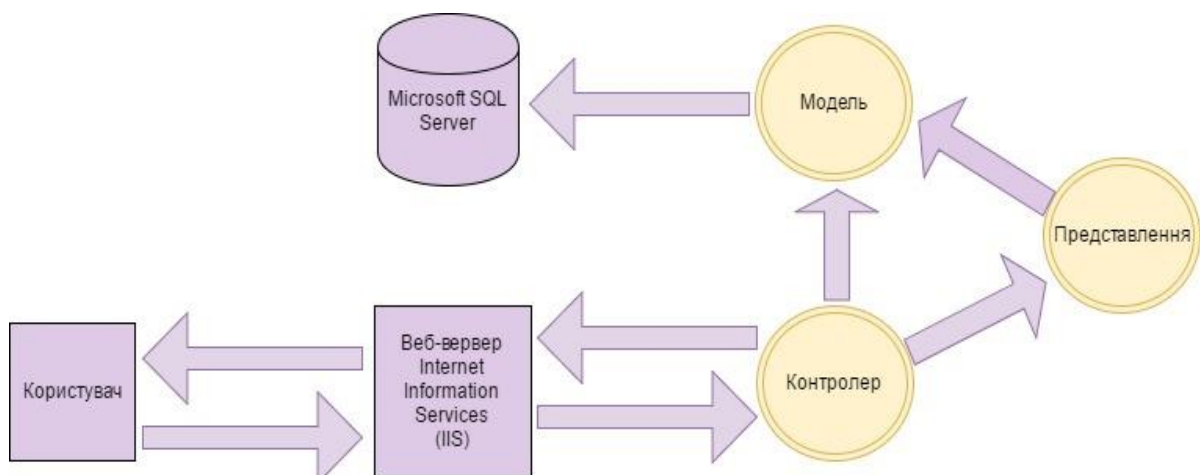 Microsoft SQL
Server
Модель
Представлення
Користувач
Веб-вервер
Internet
Information
Services
(IIS)
Контролер